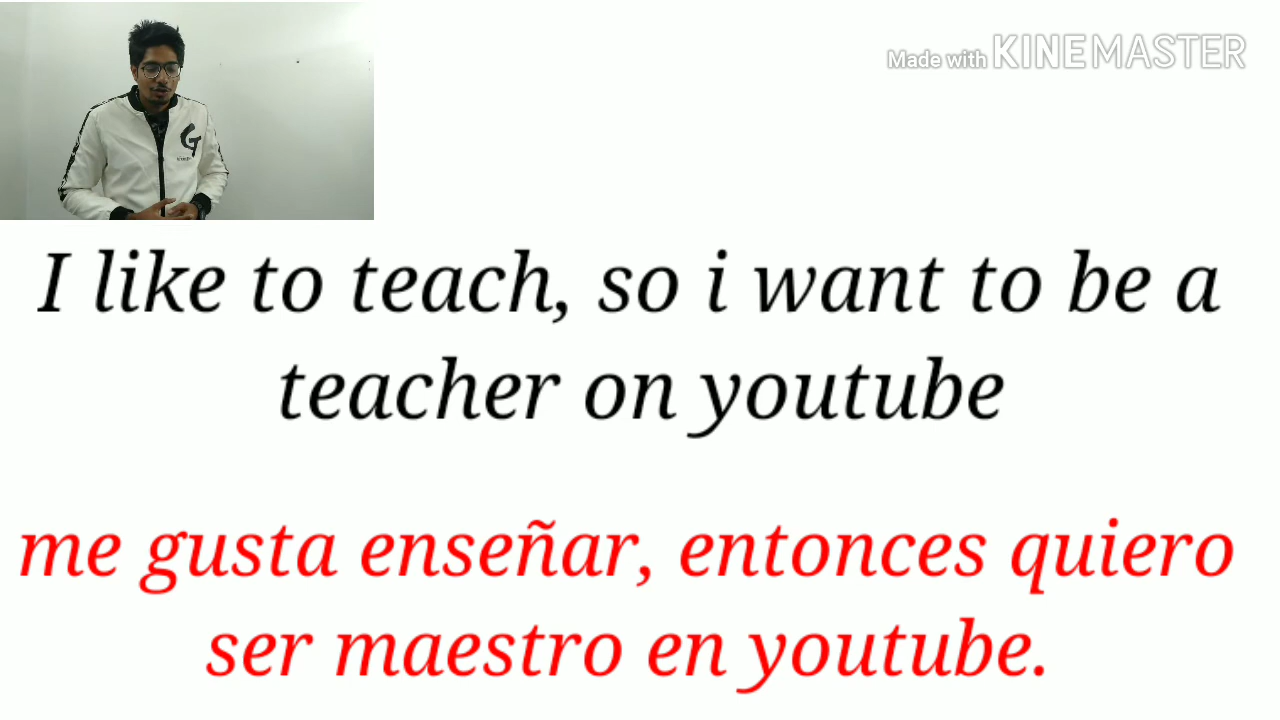 Made with KINEMASTER
G
I like to teach, so i want to be a
teacher on youtube
me gusta enseñar, entonces quiero
ser maestro en youtube.